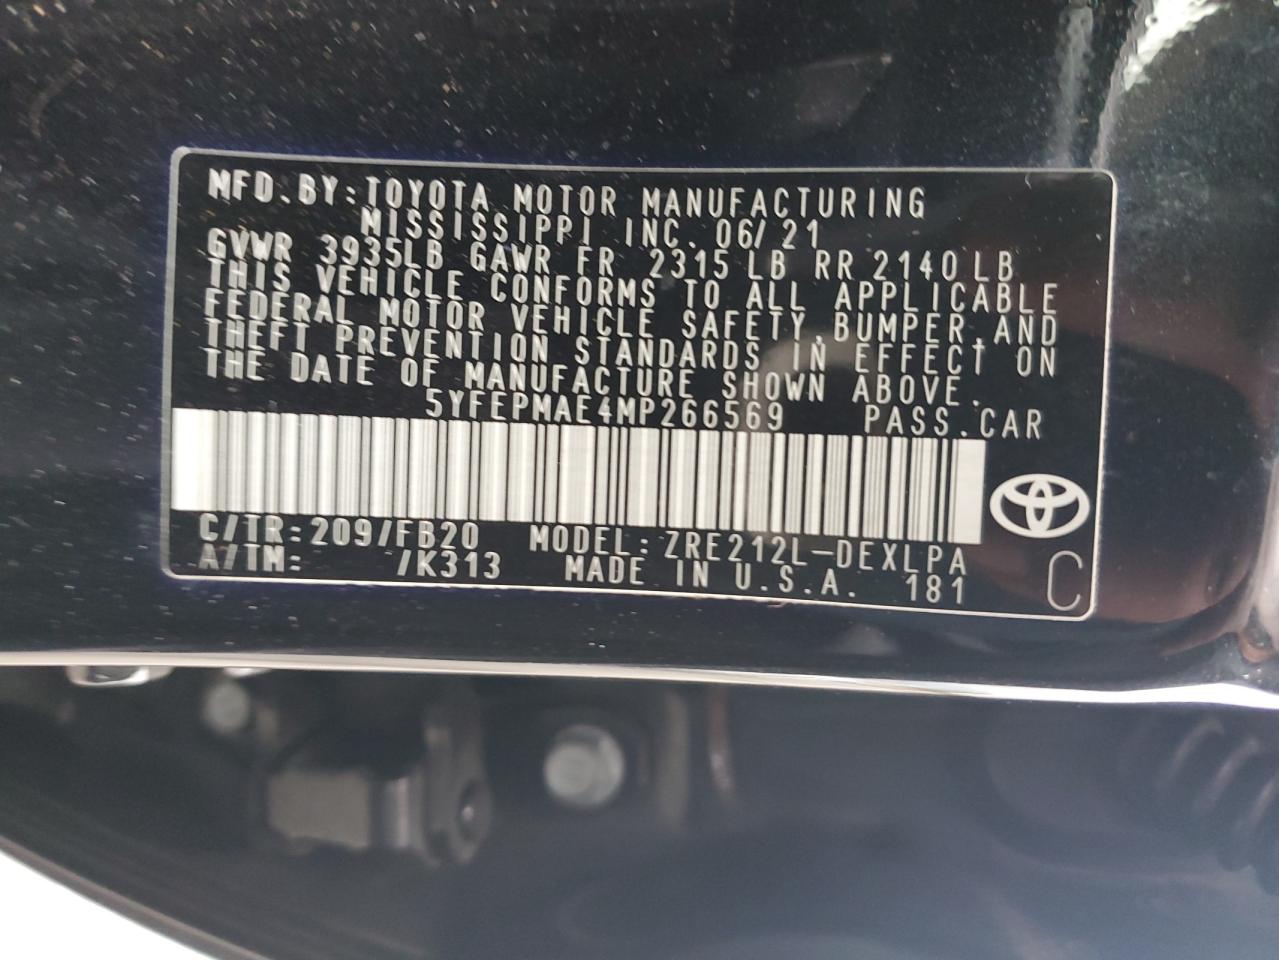 MFD.BY:TOYOTA MOTOR MANUFACTURING
MISSISSIPPI INC. 06/21
GVWR 3935LB GAWR FR 2315 LB RR 2140 LB
THIS VEHICLE CONFORMS TO ALL APPLICABLE
FEDERAL MOTOR VEHICLE SAFETY,BUMPER,AND
THEFT PREVENTION STANDARDS IN EFFECT ON
THE DATE OF MANUFACTURE SHOWN ABOVE.
5YFEPMAE4MP266569 PASS.CAR
C/TR:209/FB20 MODEL:ZRE212L-DEXLPA
A/TM: /K313 MADE IN U.S.A. 181 C